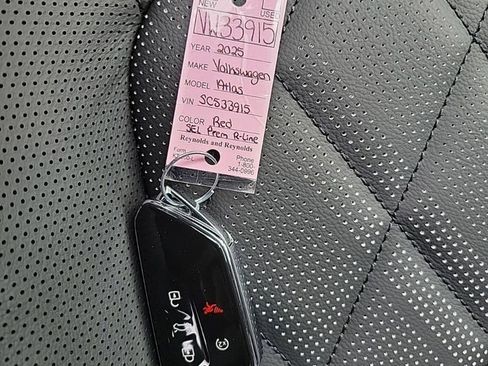 NEW USED
VW33915
YEAR 2025
MAKE Volkswagen
MODEL Atlas
VIN SC533915
COLOR Red
SEL Prem R-Line
Reynolds and Reynolds
Phone
1-800
344-0996